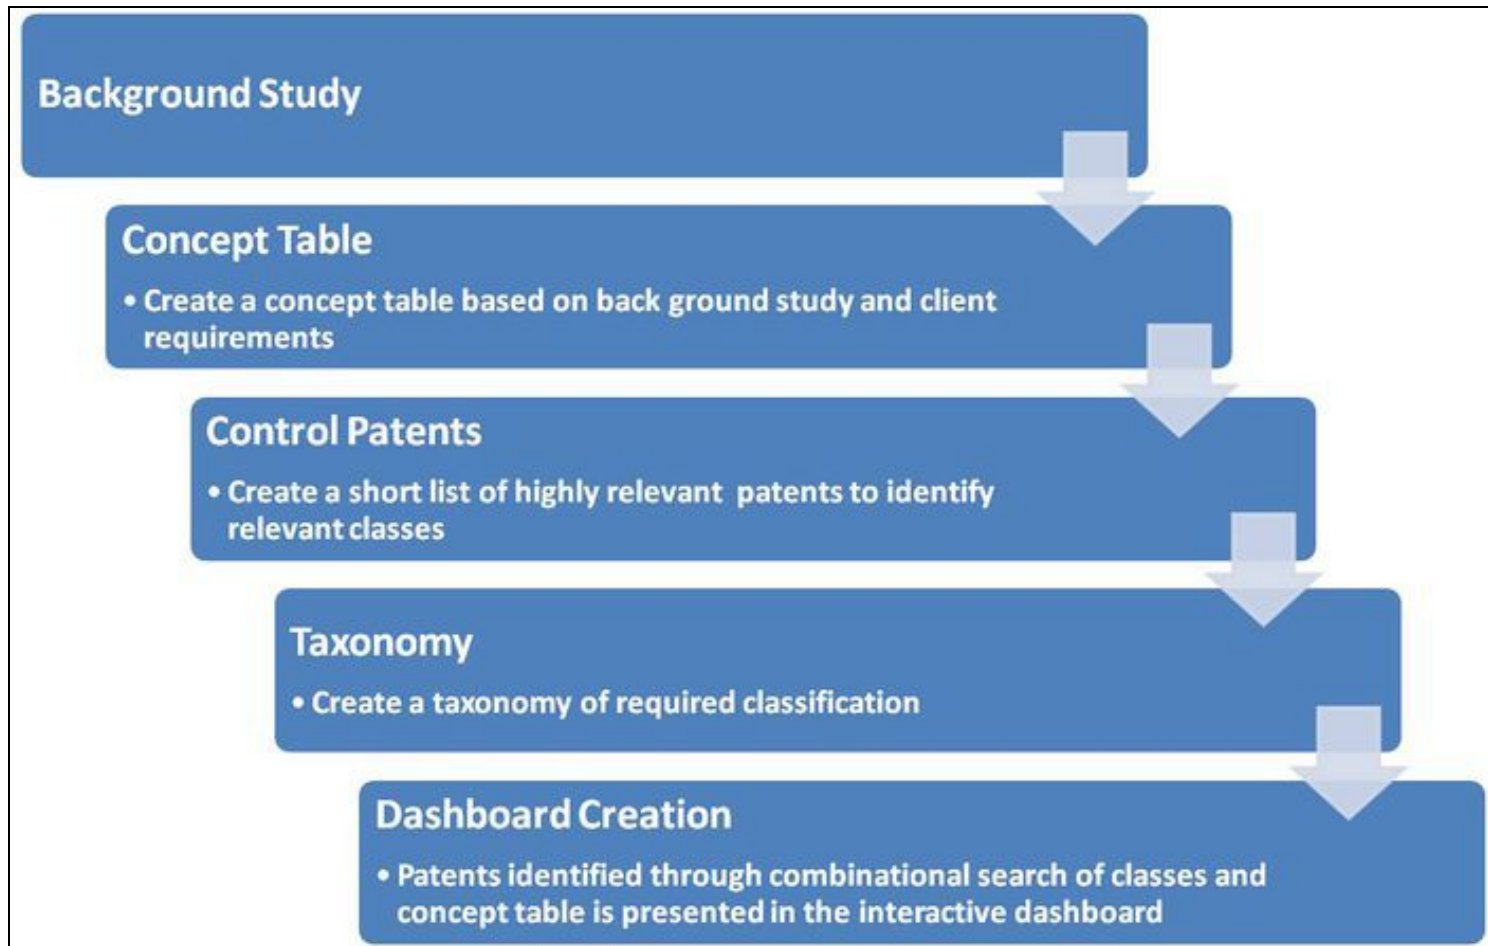 Background Study
Concept Table
• Create a concept table based on back ground study and client
requirements
Control Patents
• Create a short list of highly relevant patents to identify
relevant classes
Taxonomy
• Create a taxonomy of required classification
Dashboard Creation
• Patents identified through combinational search of classes and
concept table is presented in the interactive dashboard